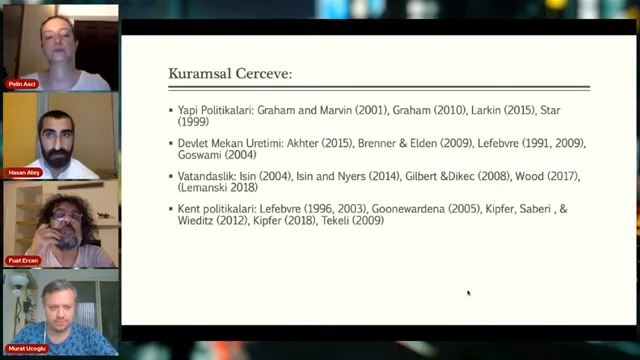 Kuramsal Cerceve:
Yapi Politikalari: Graham and Marvin (2001), Graham (2010), Larkin (2015), Star
(1999)
Devlet Mekan Uretimi: Akhter (2015), Brenner & Elden (2009), Lefebvre (1991, 2009),
Goswami (2004)
Vatandaslik: Isin (2004), Isin and Nyers (2014), Gilbert &Dikec (2008), Wood (2017),
(Lemanski 2018)
Kent politikalari: Lefebvre (1996, 2003), Goonewardena (2005), Kipfer, Saberi , &
Wieditz (2012), Kipfer (2018), Tekeli (2009)
Pelin Asci
Hasan Ateş
Fuat Ercan
Murat Ucoglu